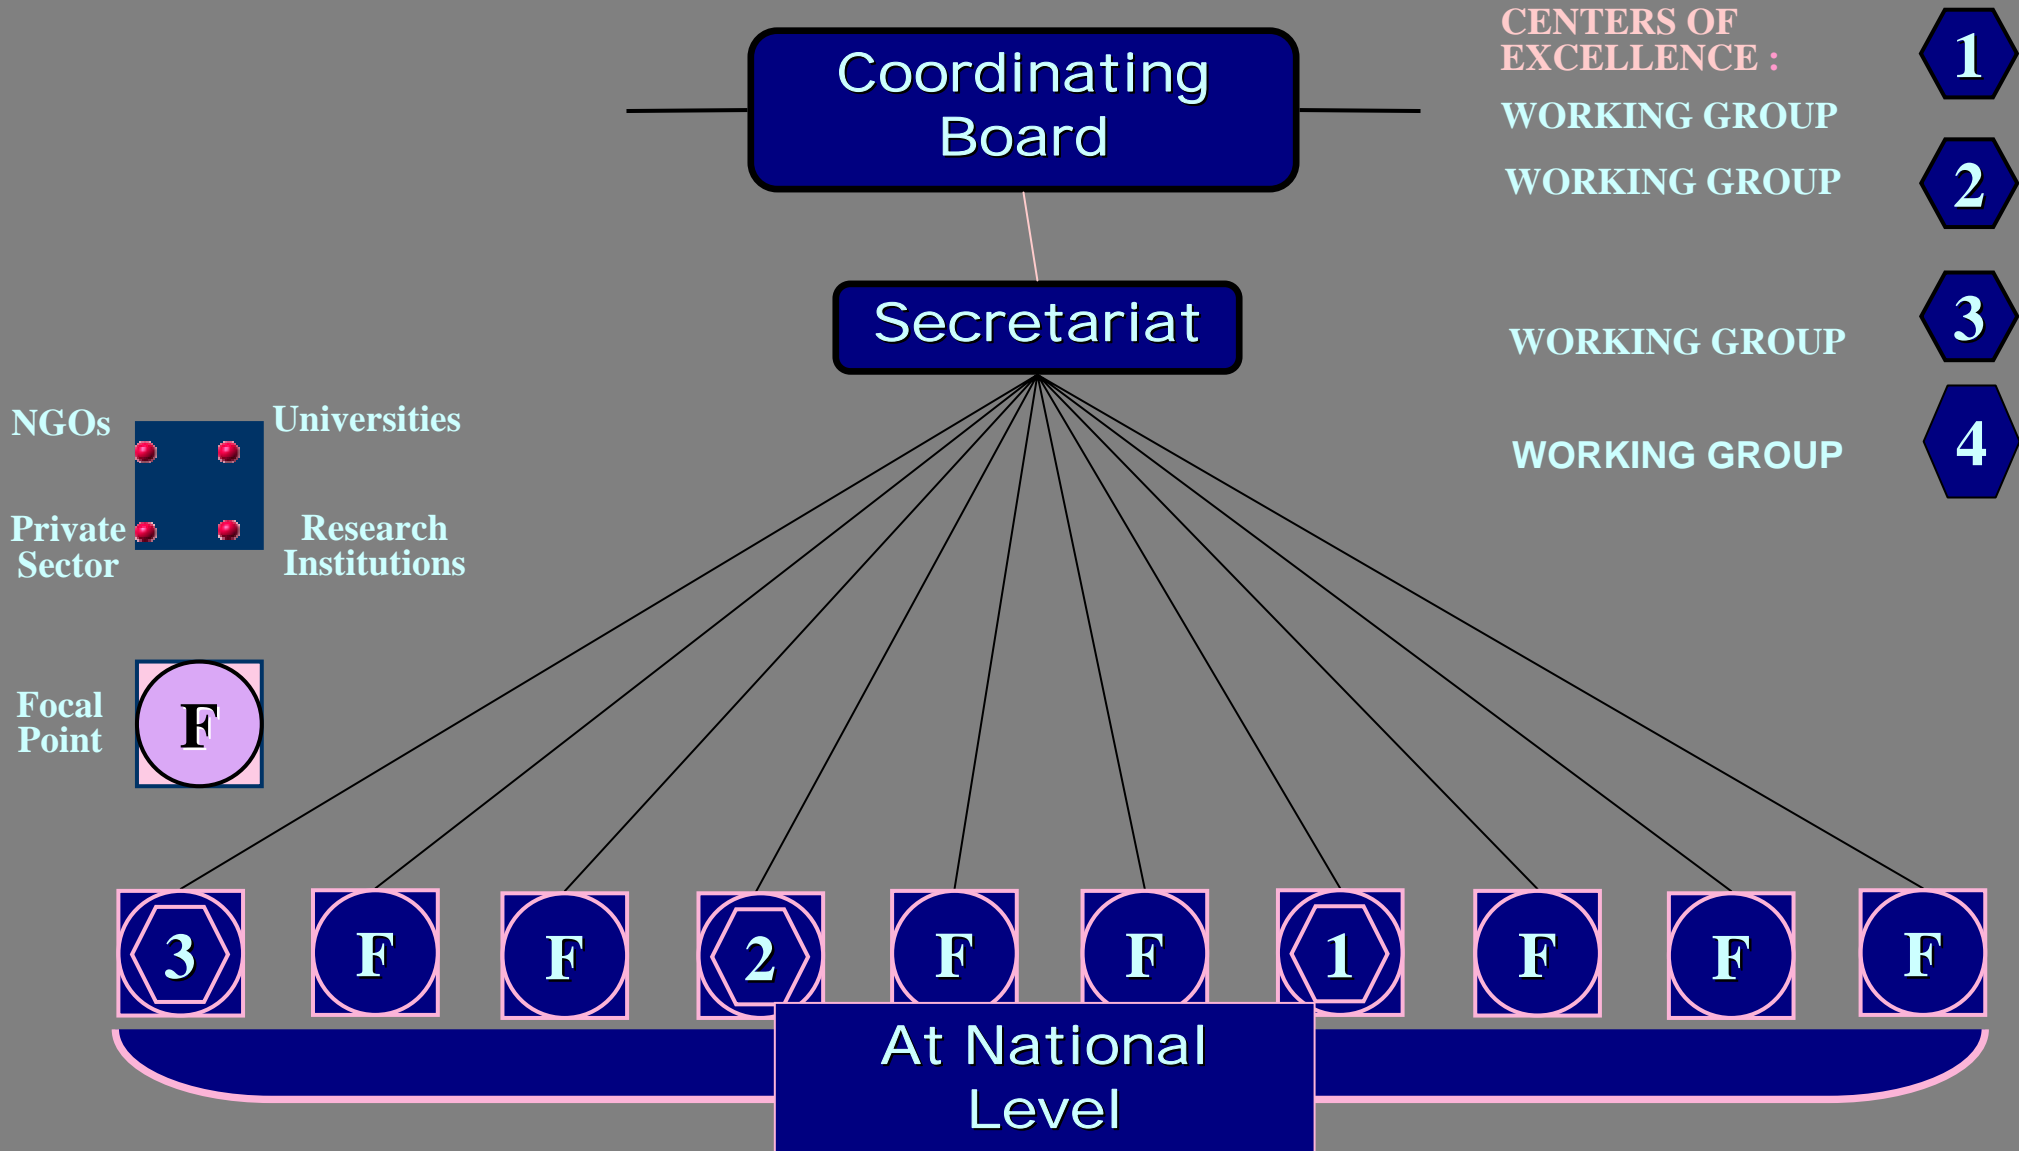 Coordinating
Board
CENTERS OF
EXCELLENCE :
1
WORKING GROUP
WORKING GROUP
2
Secretariat
3
WORKING GROUP
NGOs
Universities
WORKING GROUP
4
Private
Sector
Research
Institutions
Focal
Point
F
3 F F 2 F F 1 F F F
At National
Level